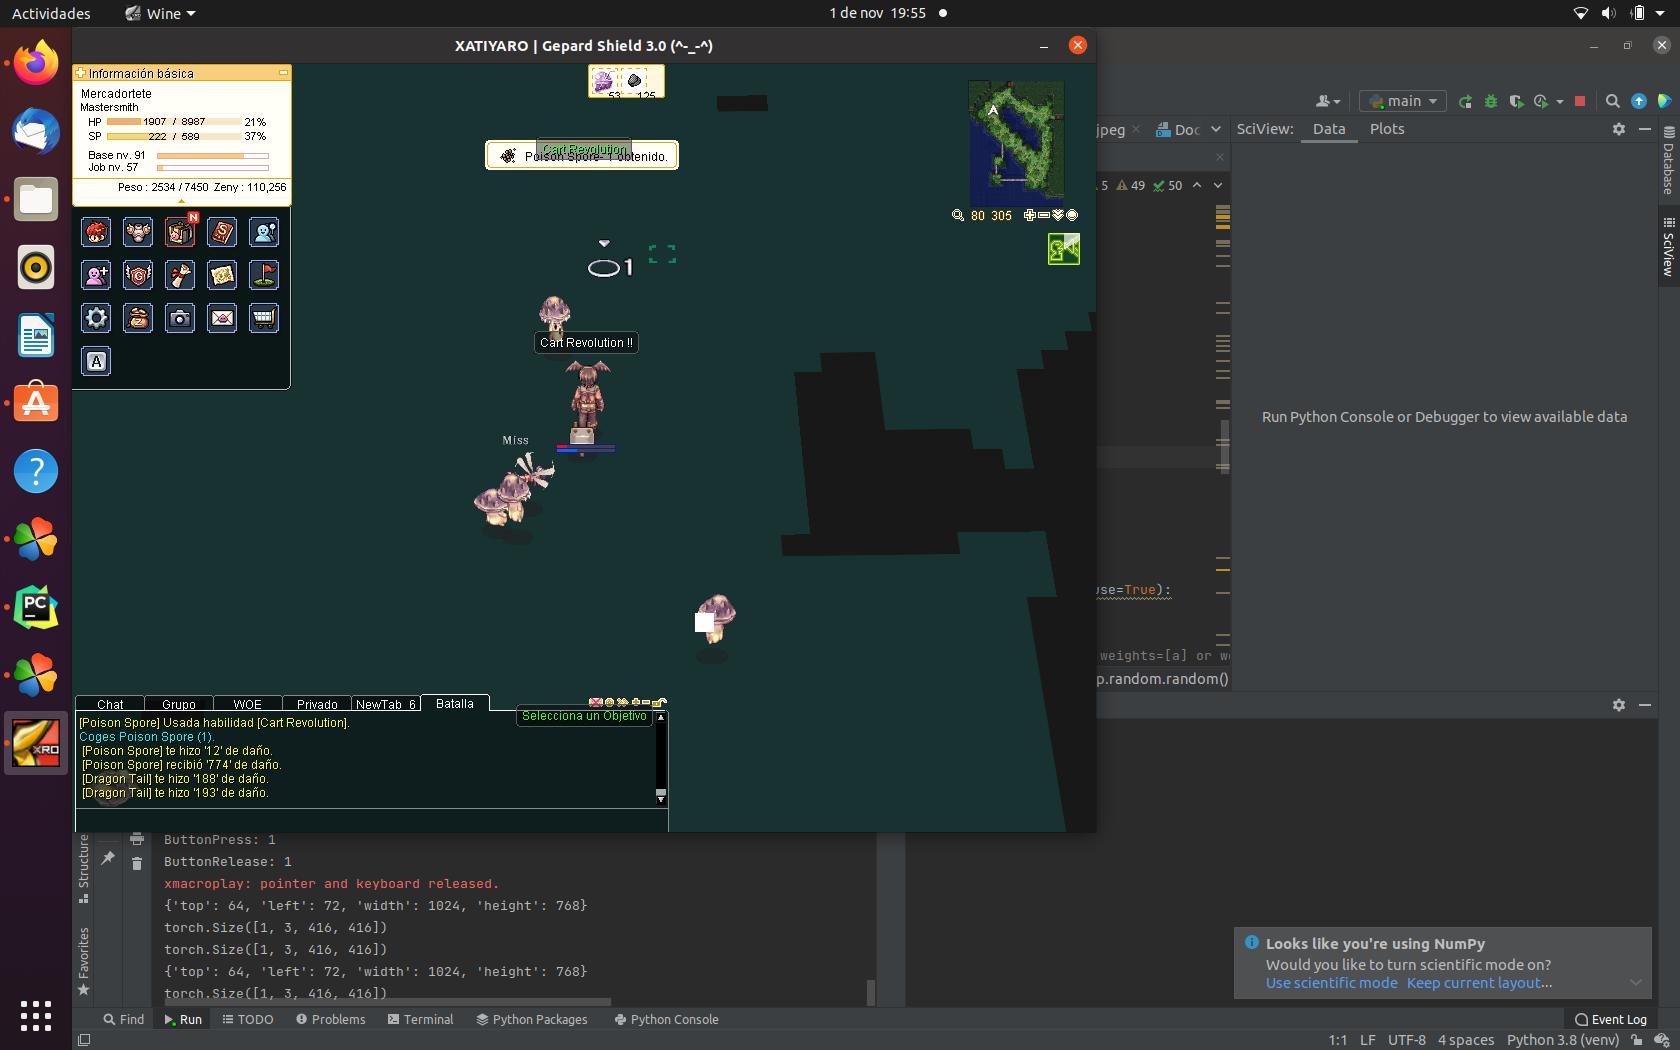 Actividades
Wine
1 de nov 19:55
XATIYARO | Gepard Shield 3.0 (^-_-^)
Información básica
Mercadortete
Mastersmith
HP 1907 / 8987 21%
SP 222 / 589 37%
Base nv. 91
Job nv. 57
Peso : 2534 / 7450 Zeny : 110,256
N
A
53 125
Cart Revolution
Poison Spore- 1 obtenido.
80 305
1
Cart Revolution !!
Miss
Chat Grupo WOE Privado NewTab_6 Batalla
Selecciona un Objetivo
[Poison Spore] Usada habilidad [Cart Revolution].
Coges Poison Spore (1).
[Poison Spore] te hizo '12' de daño.
[Poison Spore] recibió '774' de daño.
[Dragon Tail] te hizo '188' de daño.
[Dragon Tail] te hizo '193' de daño.
main
jpeg Doc
SciView: Data Plots
5 49 50
Database
SciView
Run Python Console or Debugger to view available data
use=True):
weights=[a] or w
p.random.random()
PC
XRO
Structure
Favorites
ButtonPress: 1
ButtonRelease: 1
xmacroplay: pointer and keyboard released.
{'top': 64, 'left': 72, 'width': 1024, 'height': 768}
torch.Size([1, 3, 416, 416])
torch.Size([1, 3, 416, 416])
{'top': 64, 'left': 72, 'width': 1024, 'height': 768}
torch.Size([1, 3, 416, 416])
Looks like you're using NumPy
Would you like to turn scientific mode on?
Use scientific mode Keep current layout...
Find Run TODO Problems Terminal Python Packages Python Console
Event Log
1:1 LF UTF-8 4 spaces Python 3.8 (venv)